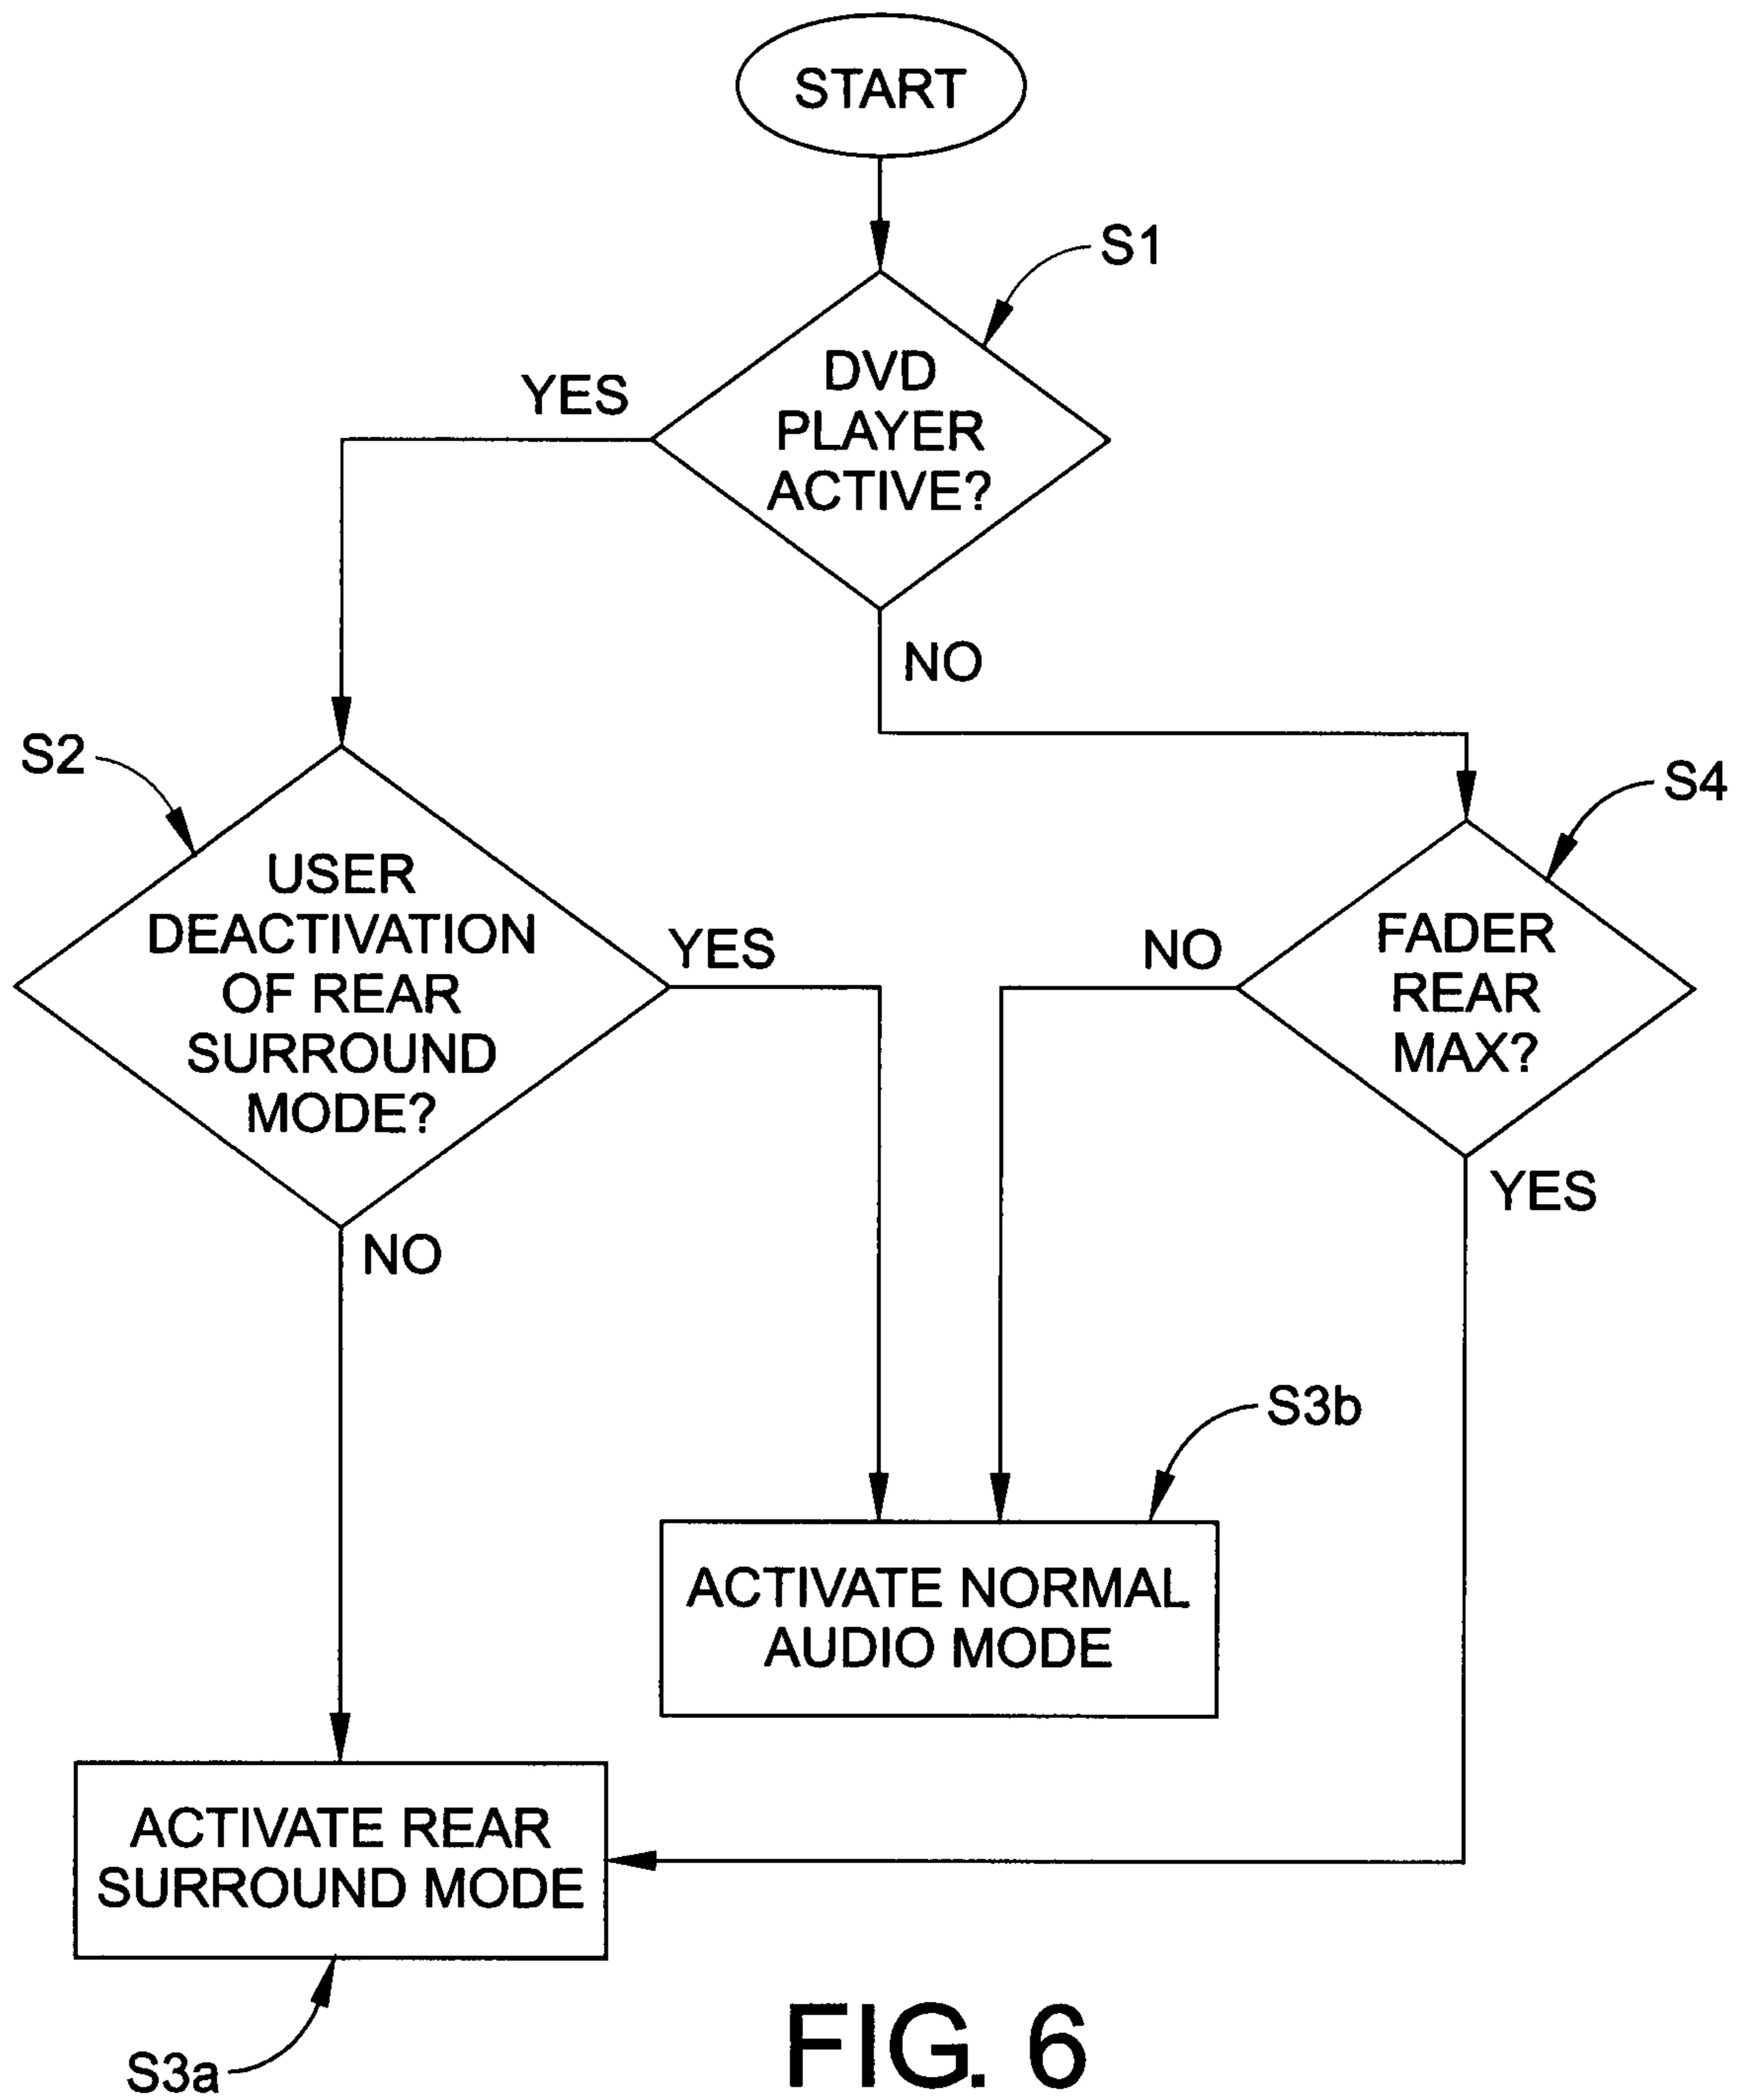 START
S1
DVD
PLAYER
ACTIVE?
YES
NO
S2
USER
DEACTIVATION
OF REAR
SURROUND
MODE?
YES
NO
S4
FADER
REAR
MAX?
NO
YES
S3b
ACTIVATE NORMAL
AUDIO MODE
ACTIVATE REAR
SURROUND MODE
S3a
FIG. 6